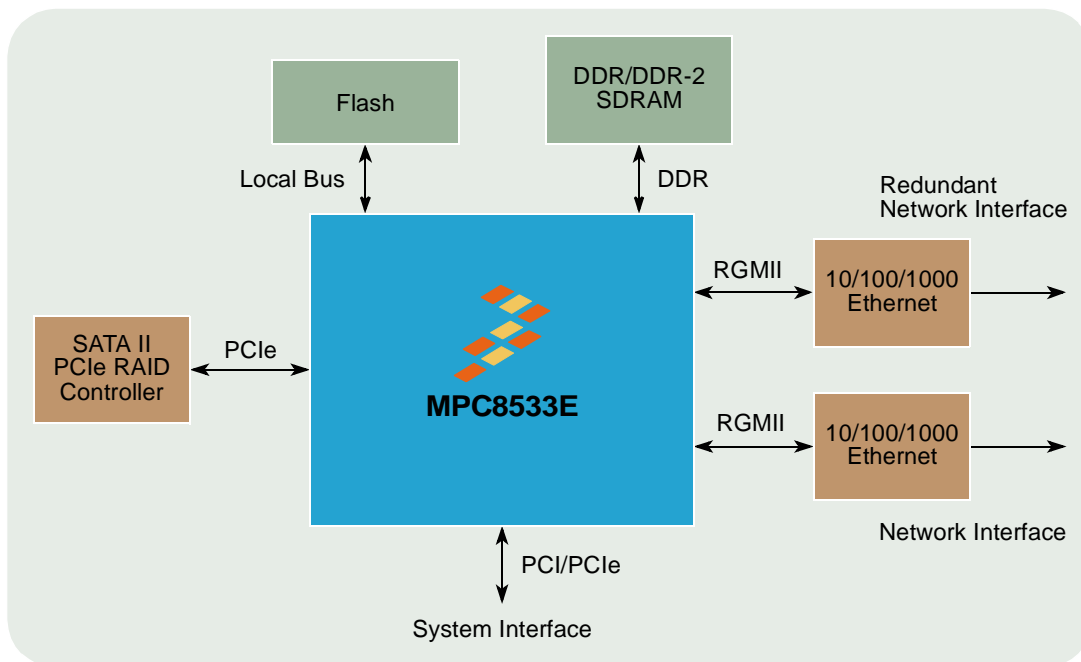 DDR/DDR-2
SDRAM
Flash
Local Bus
DDR
Redundant
Network Interface
RGMII
10/100/1000
Ethernet
SATA II
PCIe RAID
Controller
PCIe
MPC8533E
RGMII
10/100/1000
Ethernet
Network Interface
PCI/PCIe
System Interface